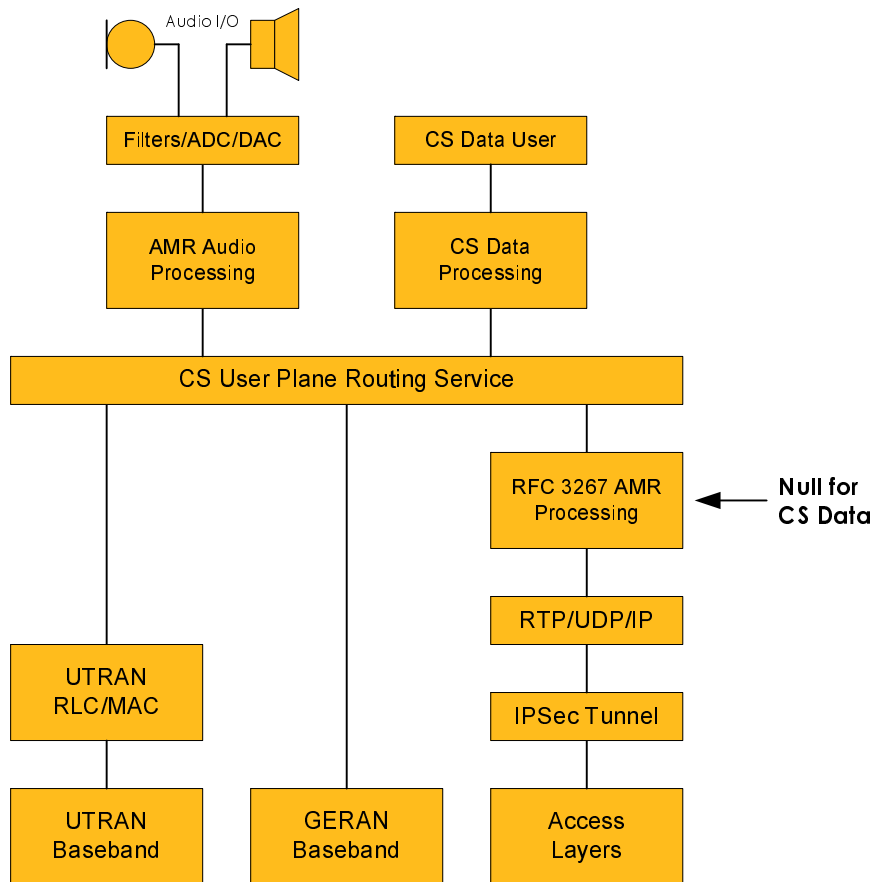 Audio I/O
Filters/ADC/DAC
CS Data User
AMR Audio
Processing
CS Data
Processing
CS User Plane Routing Service
RFC 3267 AMR
Processing
Null for
CS Data
RTP/UDP/IP
UTRAN
RLC/MAC
IPSec Tunnel
UTRAN
Baseband
GERAN
Baseband
Access
Layers